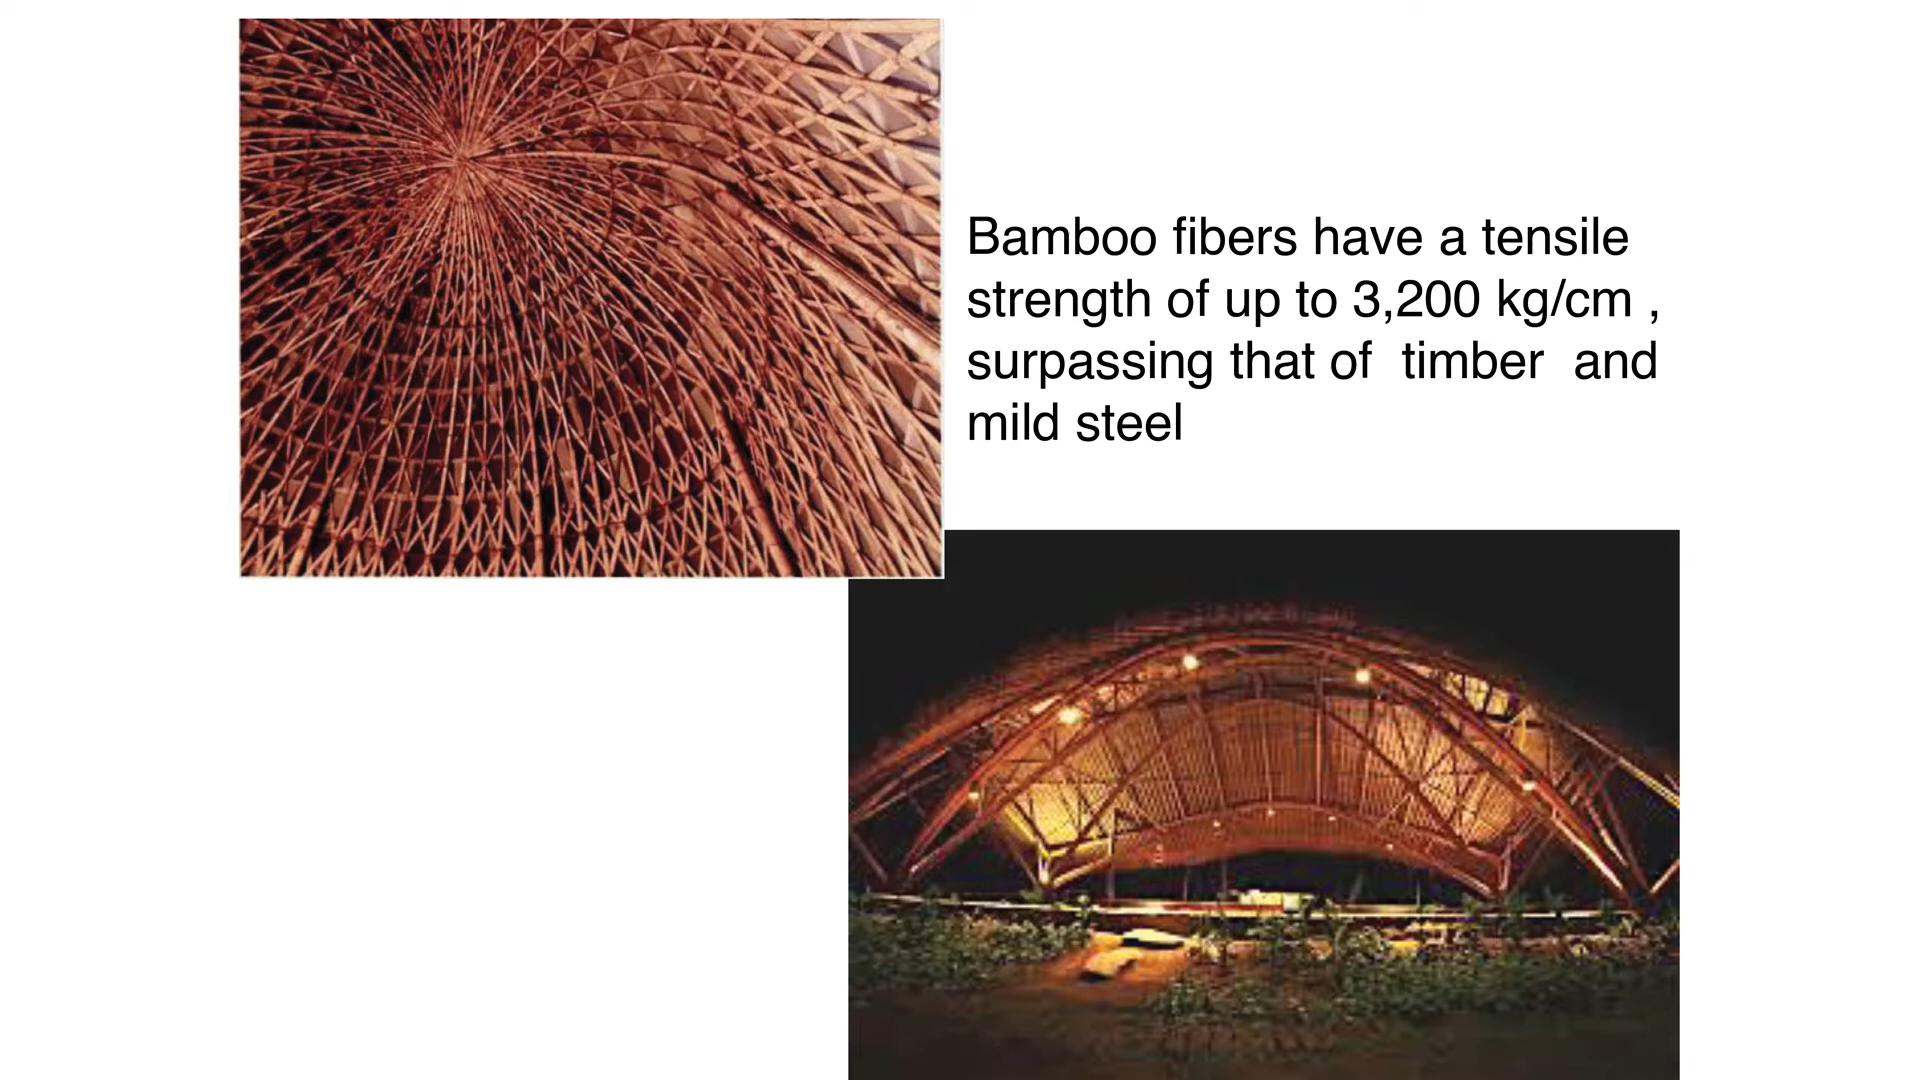 Bamboo fibers have a tensile
strength of up to 3,200 kg/cm ,
surpassing that of  timber  and
mild steel